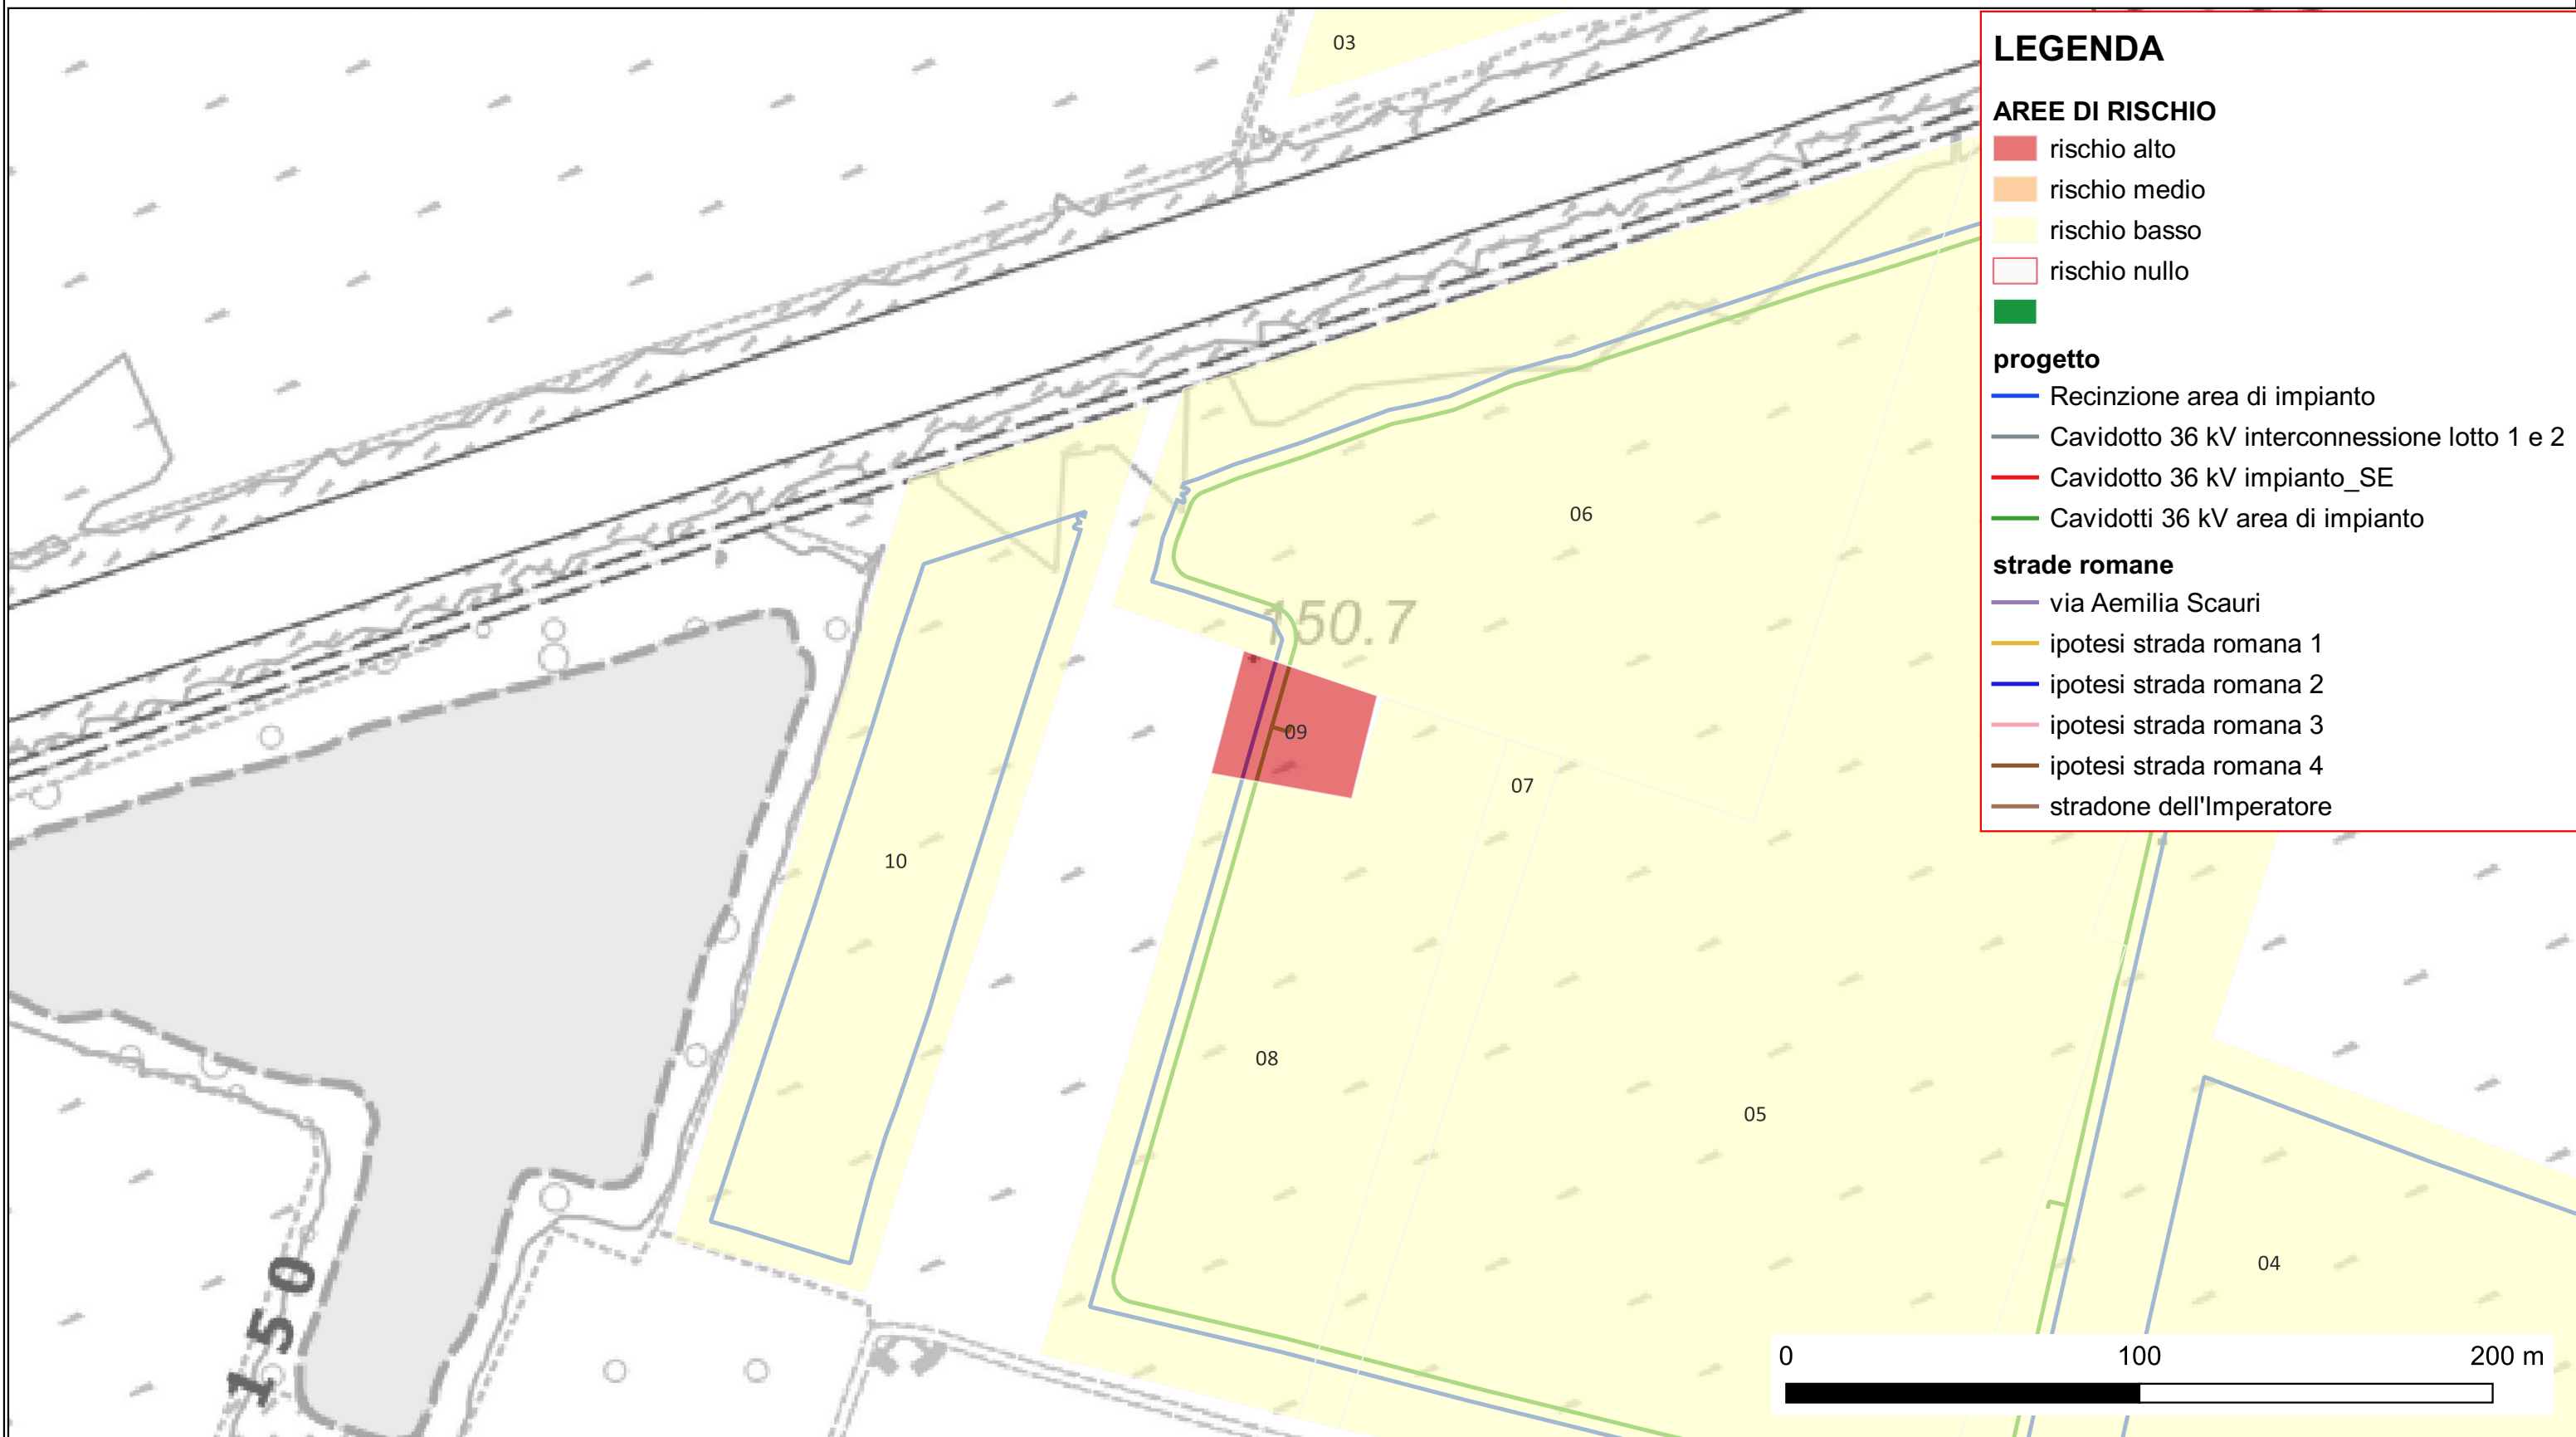 LEGENDA
AREE DI RISCHIO
rischio alto
rischio medio
rischio basso
rischio nullo
progetto
Recinzione area di impianto
Cavidotto 36 kV interconnessione lotto 1 e 2
Cavidotto 36 kV impianto_SE
Cavidotti 36 kV area di impianto
strade romane
via Aemilia Scauri
ipotesi strada romana 1
ipotesi strada romana 2
ipotesi strada romana 3
ipotesi strada romana 4
stradone dell'Imperatore
03
06
150.7
09
07
10
08
05
04
150
0 100 200 m